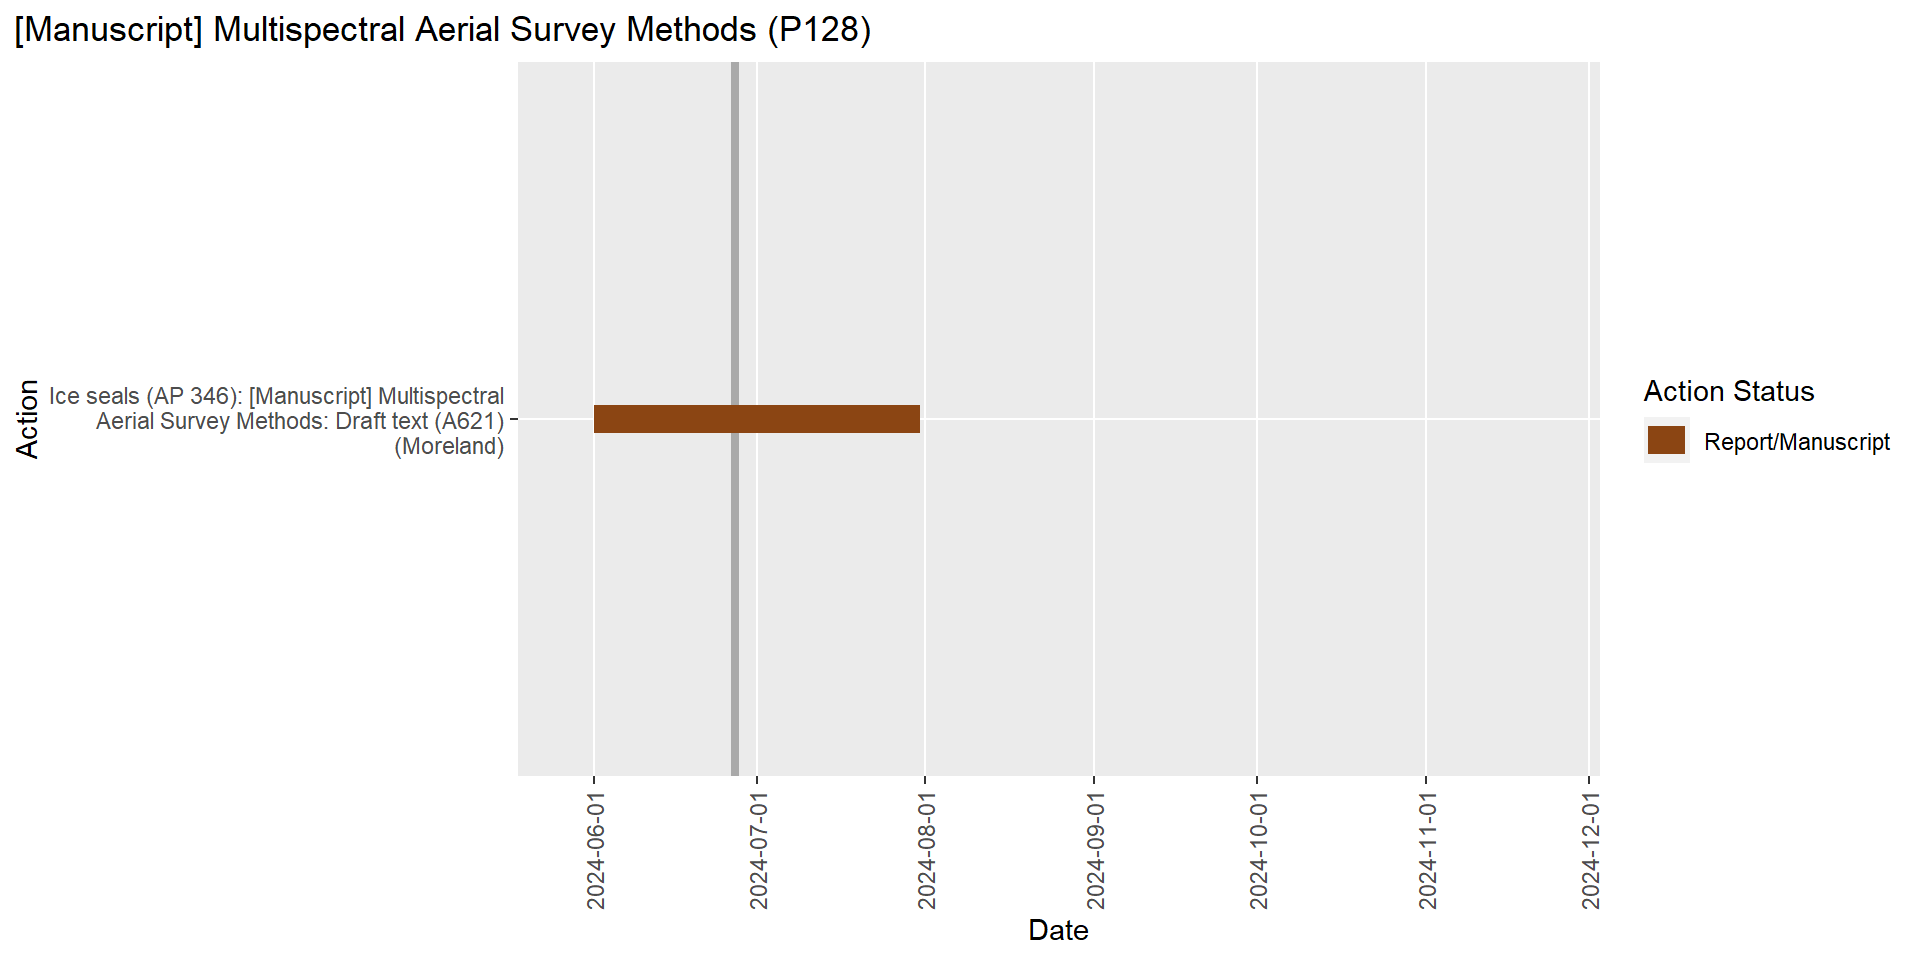 [Manuscript] Multispectral Aerial Survey Methods (P128)
Action
Ice seals (AP 346): [Manuscript] Multispectral
Aerial Survey Methods: Draft text (A621)
(Moreland)
Action Status
Report/Manuscript
2024-06-01
2024-07-01
2024-08-01
2024-09-01
2024-10-01
2024-11-01
2024-12-01
Date